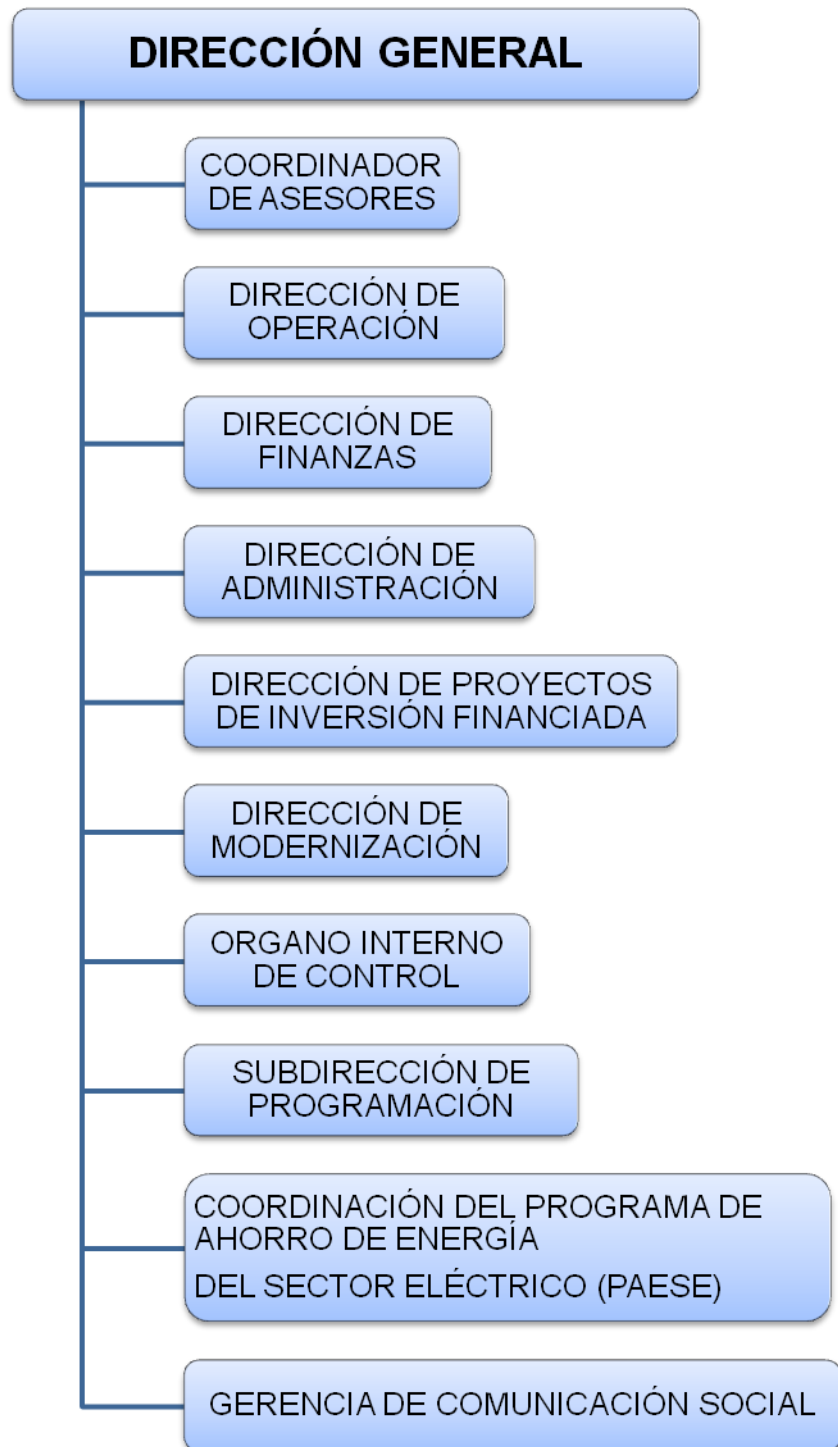 DIRECCIÓN GENERAL
COORDINADOR
DE ASESORES
DIRECCIÓN DE
OPERACIÓN
DIRECCIÓN DE
FINANZAS
DIRECCIÓN DE
ADMINISTRACIÓN
DIRECCIÓN DE PROYECTOS
DE INVERSIÓN FINANCIADA
DIRECCIÓN DE
MODERNIZACIÓN
ORGANO INTERNO
DE CONTROL
SUBDIRECCIÓN DE
PROGRAMACIÓN
COORDINACIÓN DEL PROGRAMA DE
AHORRO DE ENERGÍA
DEL SECTOR ELÉCTRICO (PAESE)
GERENCIA DE COMUNICACIÓN SOCIAL